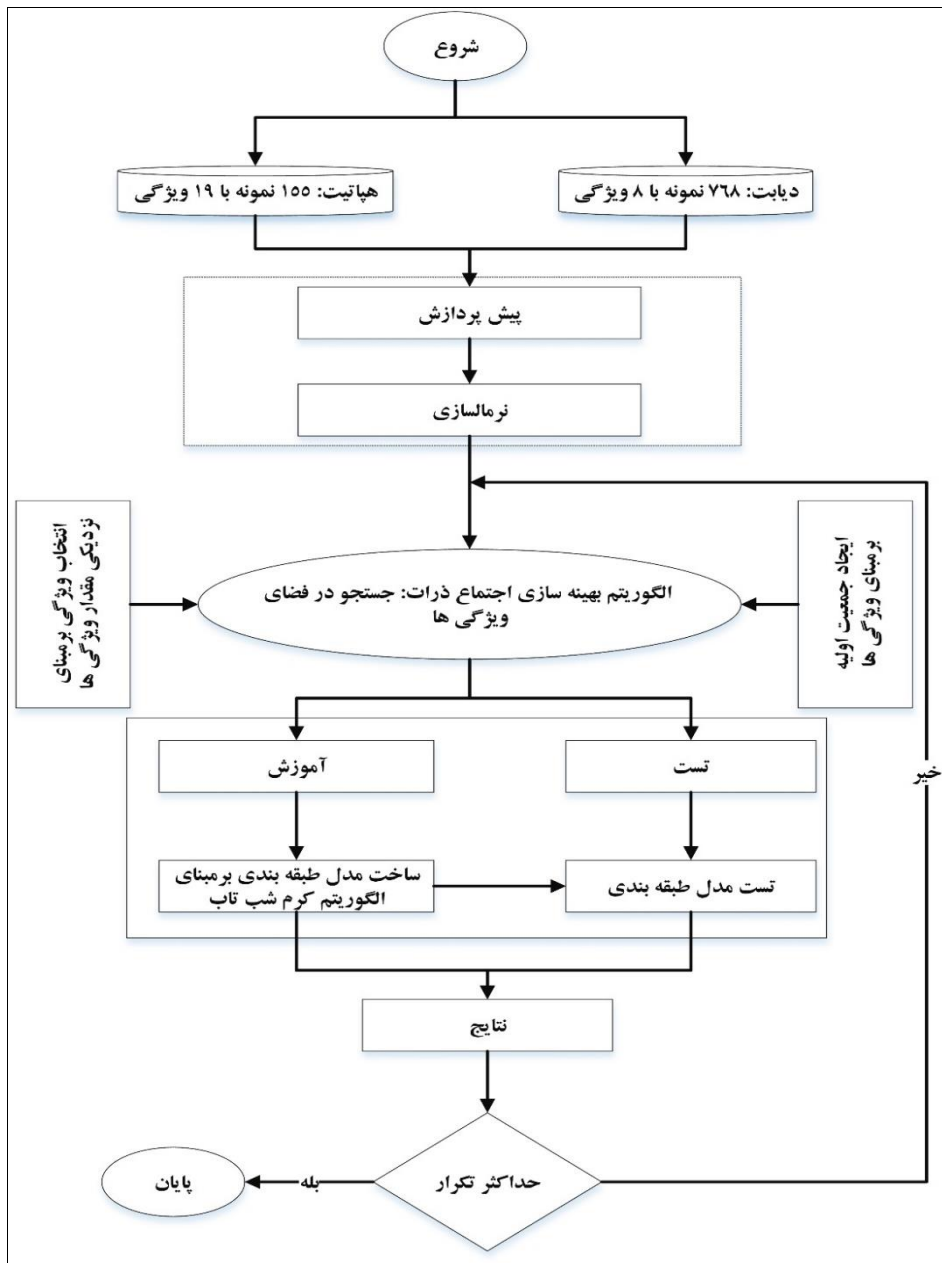 شروع
دیابت: ۷۶۸ نمونه با ۸ ویژگی
هپاتیت: ۱۵۵ نمونه با ۱۹ ویژگی
پیش پردازش
نرمالسازی
ایجاد جمعیت اولیه
برمبنای ویژگی ها
الگوریتم بهینه سازی اجتماع ذرات: جستجو در فضای
ویژگی ها
انتخاب ویژگی برمبنای
نزدیکی مقدار ویژگی ها
تست
آموزش
خیر
تست مدل طبقه بندی
ساخت مدل طبقه بندی برمبنای
الگوریتم کرم شب تاب
نتایج
حداکثر تکرار
بله
پایان